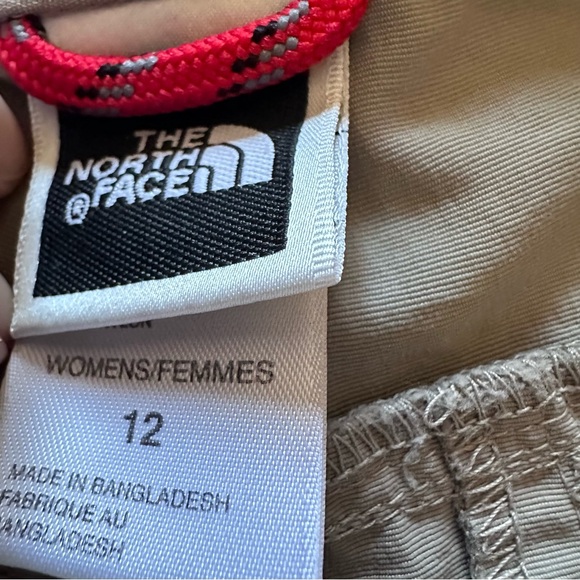 THE
NORTH
FACE
®
WOMENS/FEMMES
12
MADE IN BANGLADESH
FABRIQUE AU
BANGLADESH